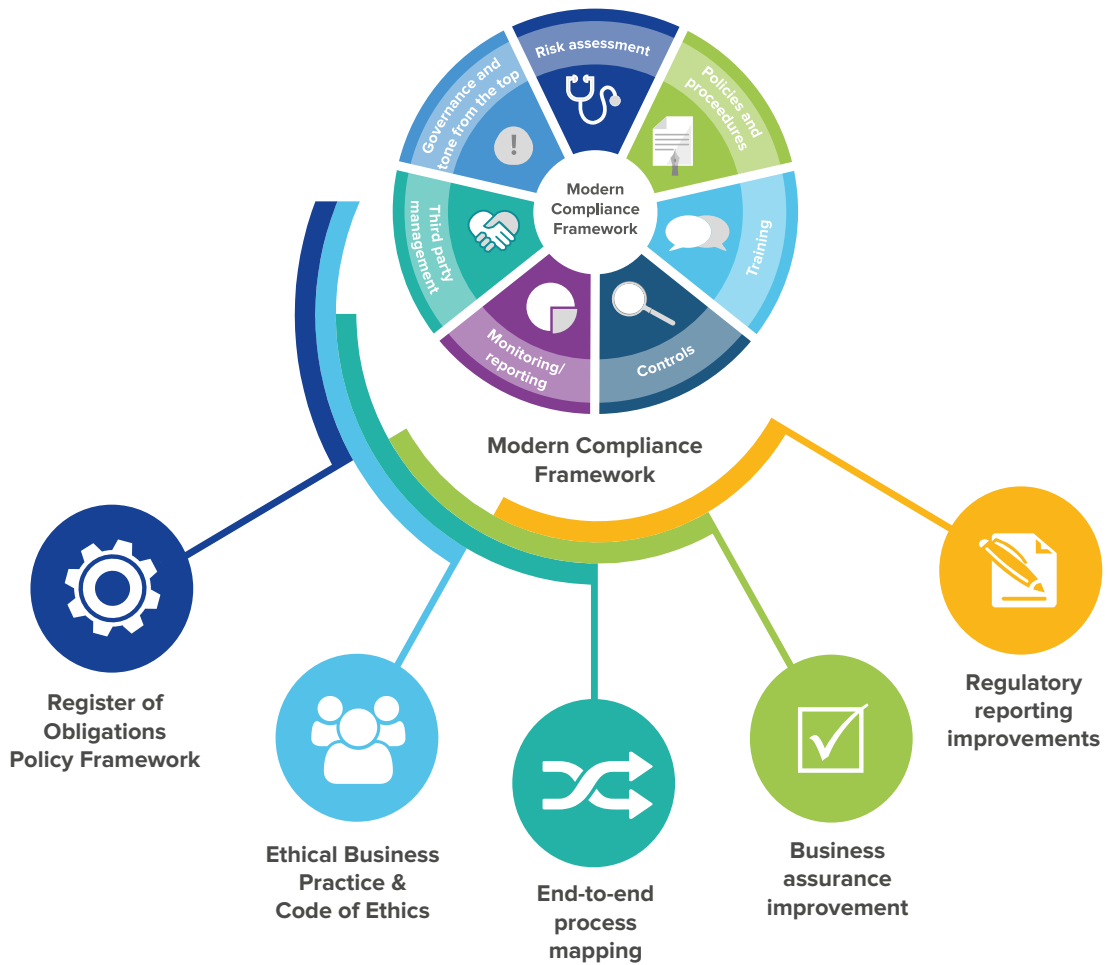 Risk assessment
Policies and
proceedures
Training
Controls
Monitoring/
reporting
Third party
management
Governance and
tone from the top
Modern
Compliance
Framework
Modern Compliance
Framework
Register of
Obligations
Policy Framework
Ethical Business
Practice &
Code of Ethics
End-to-end
process
mapping
Business
assurance
improvement
Regulatory
reporting
improvements